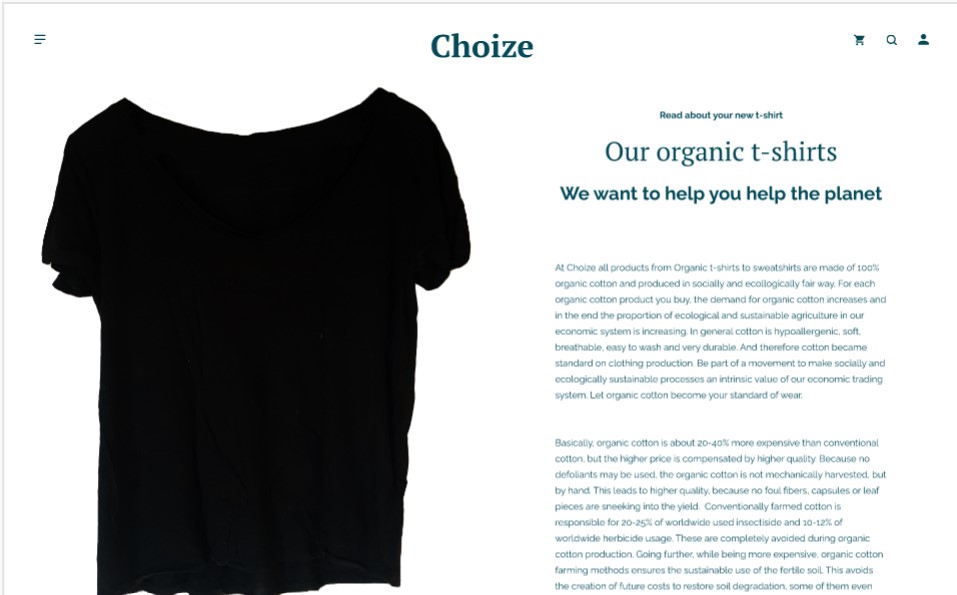 Choize
Read about your new t-shirt
Our organic t-shirts
We want to help you help the planet
At Choize all products from Organic t-shirts to sweatshirts are made of 100%
organic cotton and produced in socially and ecollogically fair way. For each
organic cotton product you buy, the demand for organic cotton increases and
in the end the proportion of ecological and sustainable agriculture in our
economic system is increasing. In general cotton is hypoallergenic, soft,
breathable, easy to wash and very durable. And therefore cotton became
standard on clothing production. Be part of a movement to make socially and
ecologically sustainable processes an intrinsic value of our economic trading
system. Let organic cotton become your standard of wear.
Basically, organic cotton is about 20-40% more expensive than conventional
cotton, but the higher price is compensated by higher quality. Because no
defoliants may be used, the organic cotton is not mechanically harvested, but
by hand. This leads to higher quality, because no foul fibers, capsules or leaf
pieces are sneeking into the yield. Conventionally farmed cotton is
responsible for 20-25% of worldwide used insectiside and 10-12% of
worldwide herbicide usage. These are completely avoided during organic
cotton production. Going further, while being more expensive, organic cotton
farming methods ensures the sustainable use of the fertile soil. This avoids
the creation of future costs to restore soil degradation, some of them even